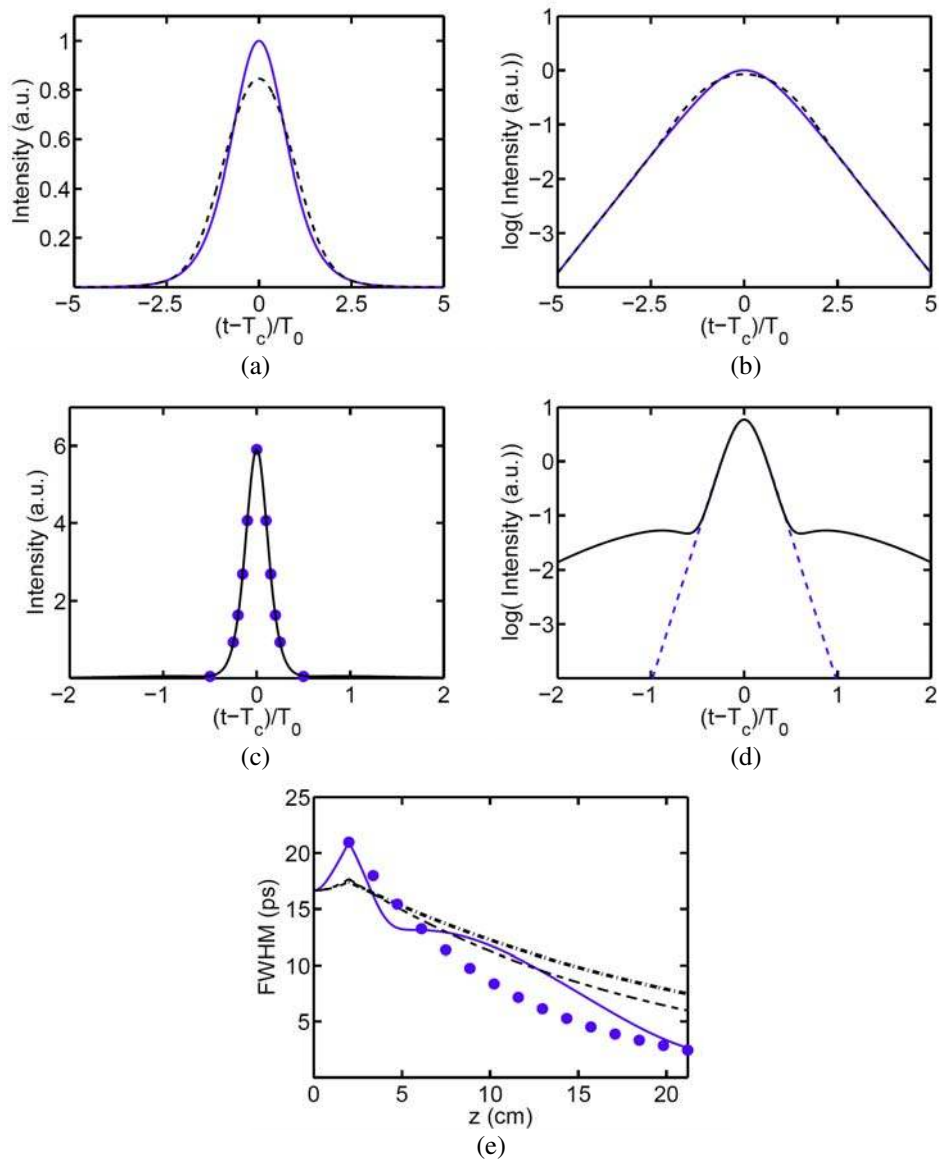 1
0.8
0.6
0.4
0.2
Intensity (a.u.)
−5 −2.5 0 2.5 5
(t−T_c)/T_0
(a)
1
0
−1
−2
−3
log( Intensity (a.u.))
−5 −2.5 0 2.5 5
(t−T_c)/T_0
(b)
6
4
2
Intensity (a.u.)
−2 −1 0 1 2
(t−T_c)/T_0
(c)
1
0
−1
−2
−3
log( Intensity (a.u.))
−2 −1 0 1 2
(t−T_c)/T_0
(d)
25
20
15
10
5
FWHM (ps)
0 5 10 15 20
z (cm)
(e)